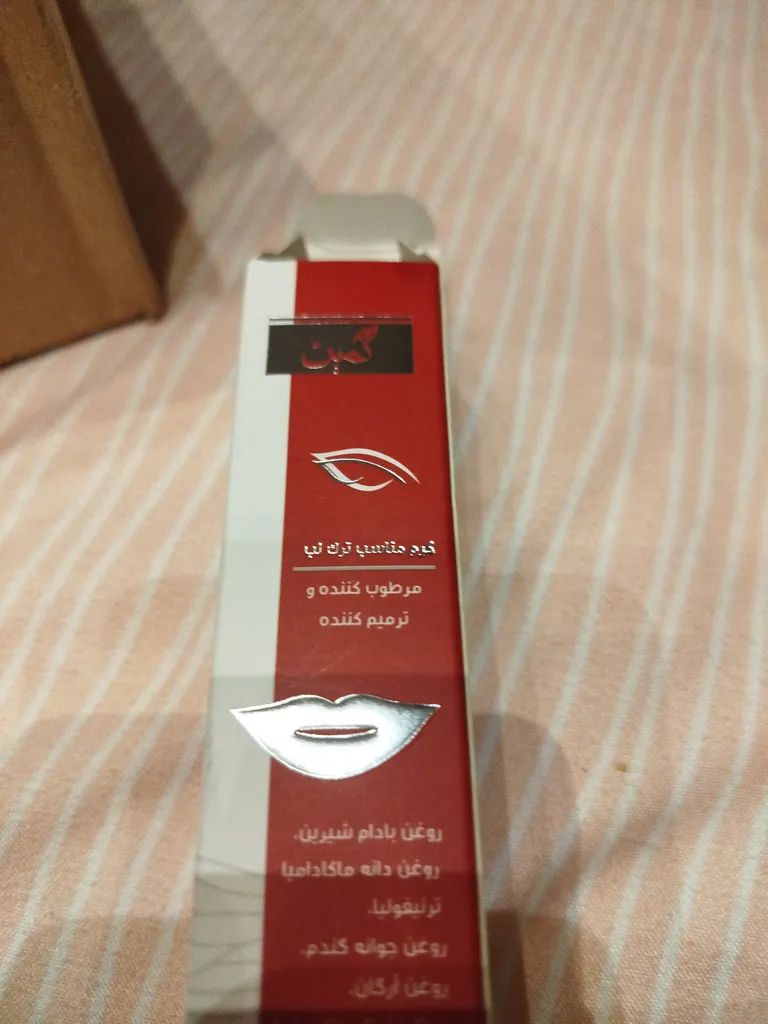 کمین
کرم مناسب ترک لب
مرطوب کننده و
ترمیم کننده
روغن بادام شیرین،
روغن دانه ماکادامیا
ترنیفولیا،
روغن جوانه گندم،
روغن آرگان،